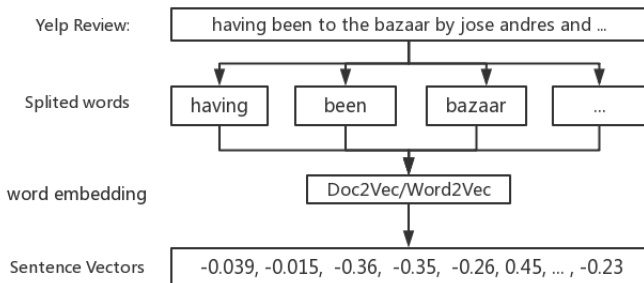 Yelp Review: having been to the bazaar by jose andres and ...
Splited words having been bazaar ...
word embedding Doc2Vec/Word2Vec
Sentence Vectors -0.039, -0.015, -0.36, -0.35, -0.26, 0.45, ... , -0.23